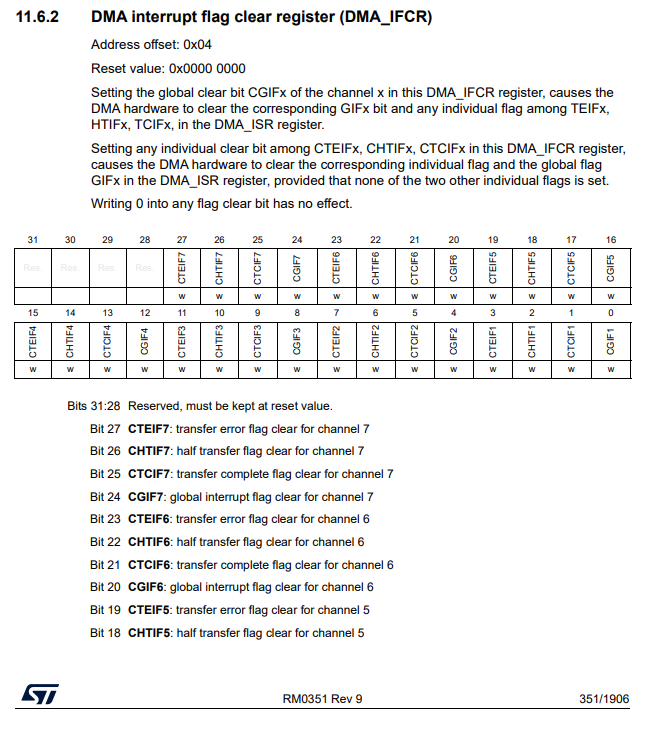 11.6.2 DMA interrupt flag clear register (DMA_IFCR)
Address offset: 0x04
Reset value: 0x0000 0000
Setting the global clear bit CGIFx of the channel x in this DMA_IFCR register, causes the
DMA hardware to clear the corresponding GIFx bit and any individual flag among TEIFx,
HTIFx, TCIFx, in the DMA_ISR register.
Setting any individual clear bit among CTEIFx, CHTIFx, CTCIFx in this DMA_IFCR register,
causes the DMA hardware to clear the corresponding individual flag and the global flag
GIFx in the DMA_ISR register, provided that none of the two other individual flags is set.
Writing 0 into any flag clear bit has no effect.
31 30 29 28 27 26 25 24 23 22 21 20 19 18 17 16
Res. Res. Res. Res. CTEIF7 CHTIF7 CTCIF7 CGIF7 CTEIF6 CHTIF6 CTCIF6 CGIF6 CTEIF5 CHTIF5 CTCIF5 CGIF5
w w w w w w w w w w w w
15 14 13 12 11 10 9 8 7 6 5 4 3 2 1 0
CTEIF4 CHTIF4 CTCIF4 CGIF4 CTEIF3 CHTIF3 CTCIF3 CGIF3 CTEIF2 CHTIF2 CTCIF2 CGIF2 CTEIF1 CHTIF1 CTCIF1 CGIF1
w w w w w w w w w w w w w w w w
Bits 31:28 Reserved, must be kept at reset value.
Bit 27 CTEIF7: transfer error flag clear for channel 7
Bit 26 CHTIF7: half transfer flag clear for channel 7
Bit 25 CTCIF7: transfer complete flag clear for channel 7
Bit 24 CGIF7: global interrupt flag clear for channel 7
Bit 23 CTEIF6: transfer error flag clear for channel 6
Bit 22 CHTIF6: half transfer flag clear for channel 6
Bit 21 CTCIF6: transfer complete flag clear for channel 6
Bit 20 CGIF6: global interrupt flag clear for channel 6
Bit 19 CTEIF5: transfer error flag clear for channel 5
Bit 18 CHTIF5: half transfer flag clear for channel 5
ST RM0351 Rev 9 351/1906